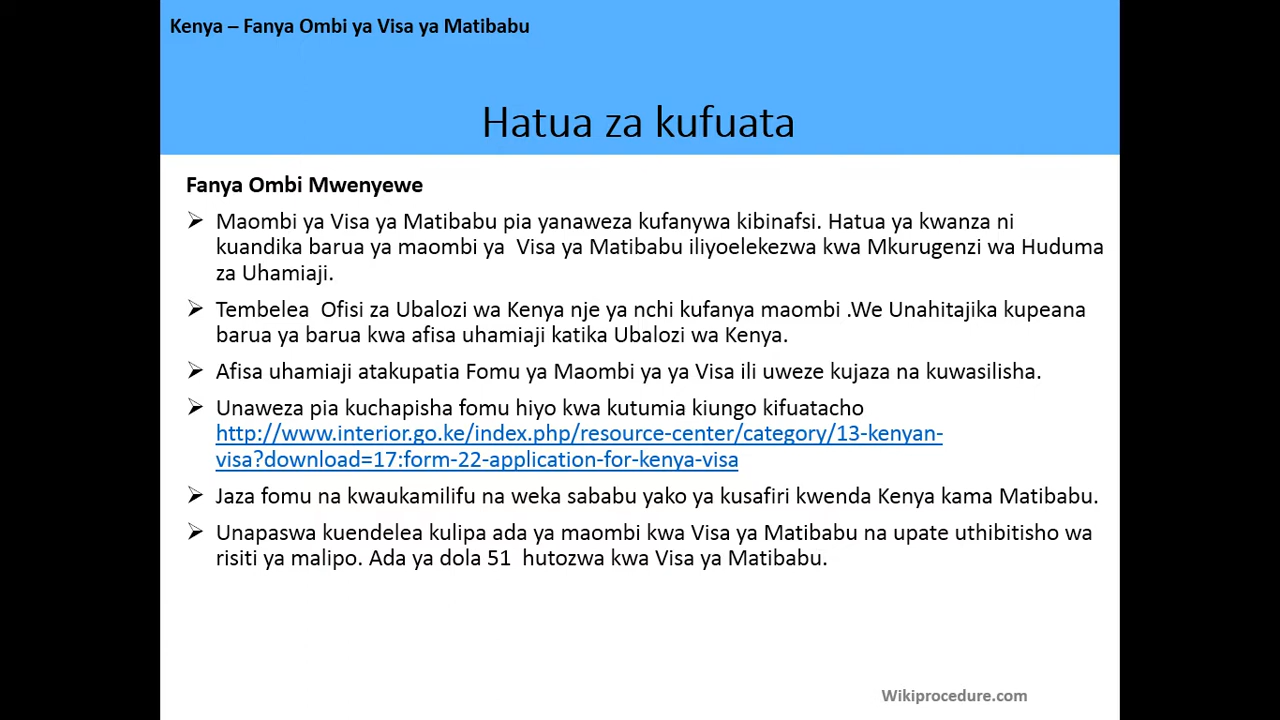 Kenya – Fanya Ombi ya Visa ya Matibabu
Hatua za kufuata
Fanya Ombi Mwenyewe
➢ Maombi ya Visa ya Matibabu pia yanaweza kufanywa kibinafsi. Hatua ya kwanza ni
kuandika barua ya maombi ya  Visa ya Matibabu iliyoelekezwa kwa Mkurugenzi wa Huduma
za Uhamiaji.
➢ Tembelea  Ofisi za Ubalozi wa Kenya nje ya nchi kufanya maombi .We Unahitajika kupeana
barua ya barua kwa afisa uhamiaji katika Ubalozi wa Kenya.
➢ Afisa uhamiaji atakupatia Fomu ya Maombi ya ya Visa ili uweze kujaza na kuwasilisha.
➢ Unaweza pia kuchapisha fomu hiyo kwa kutumia kiungo kifuatacho
http://www.interior.go.ke/index.php/resource-center/category/13-kenyan-
visa?download=17:form-22-application-for-kenya-visa
➢ Jaza fomu na kwaukamilifu na weka sababu yako ya kusafiri kwenda Kenya kama Matibabu.
➢ Unapaswa kuendelea kulipa ada ya maombi kwa Visa ya Matibabu na upate uthibitisho wa
risiti ya malipo. Ada ya dola 51  hutozwa kwa Visa ya Matibabu.
Wikiprocedure.com